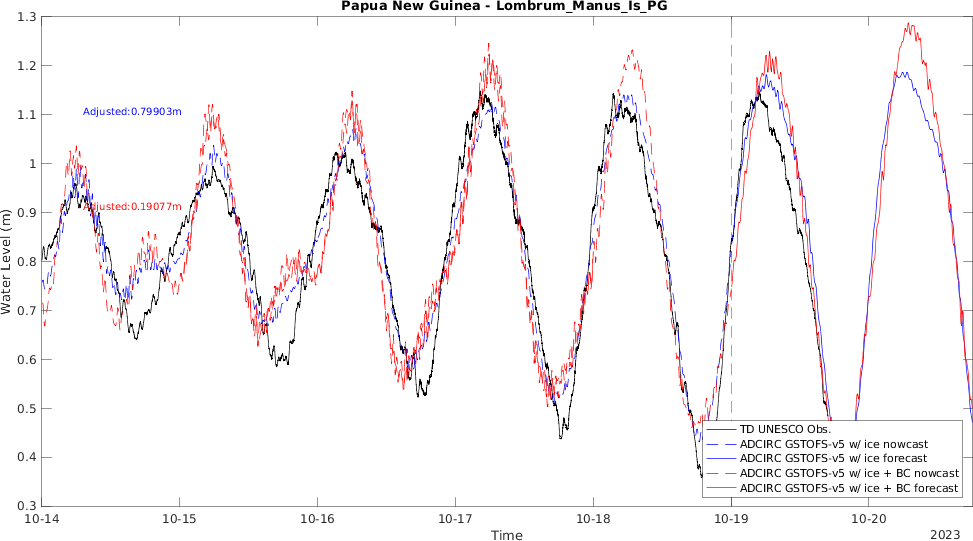 Papua New Guinea - Lombrum_Manus_Is_PG
1.3
1.2
1.1
1
0.9
0.8
0.7
0.6
0.5
0.4
0.3
Water Level (m)
Adjusted:0.79903m
Adjusted:0.19077m
TD UNESCO Obs.
ADCIRC GSTOFS-v5 w/ ice nowcast
ADCIRC GSTOFS-v5 w/ ice forecast
ADCIRC GSTOFS-v5 w/ ice + BC nowcast
ADCIRC GSTOFS-v5 w/ ice + BC forecast
10-14 10-15 10-16 10-17 10-18 10-19 10-20
Time
2023